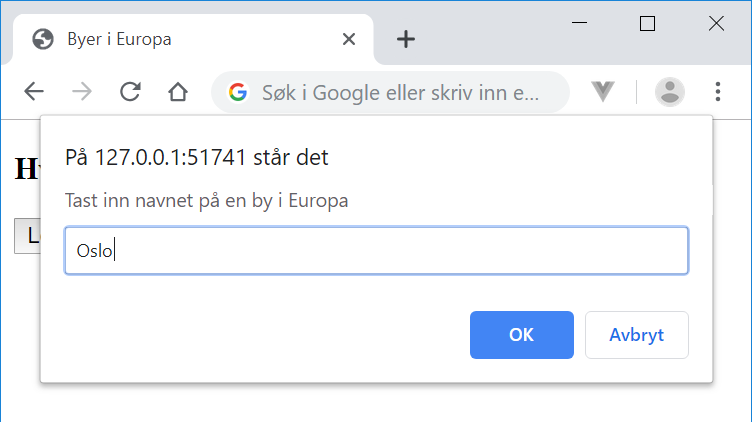 Byer i Europa
Søk i Google eller skriv inn e...
På 127.0.0.1:51741 står det
Tast inn navnet på en by i Europa
Oslo
OK Avbryt